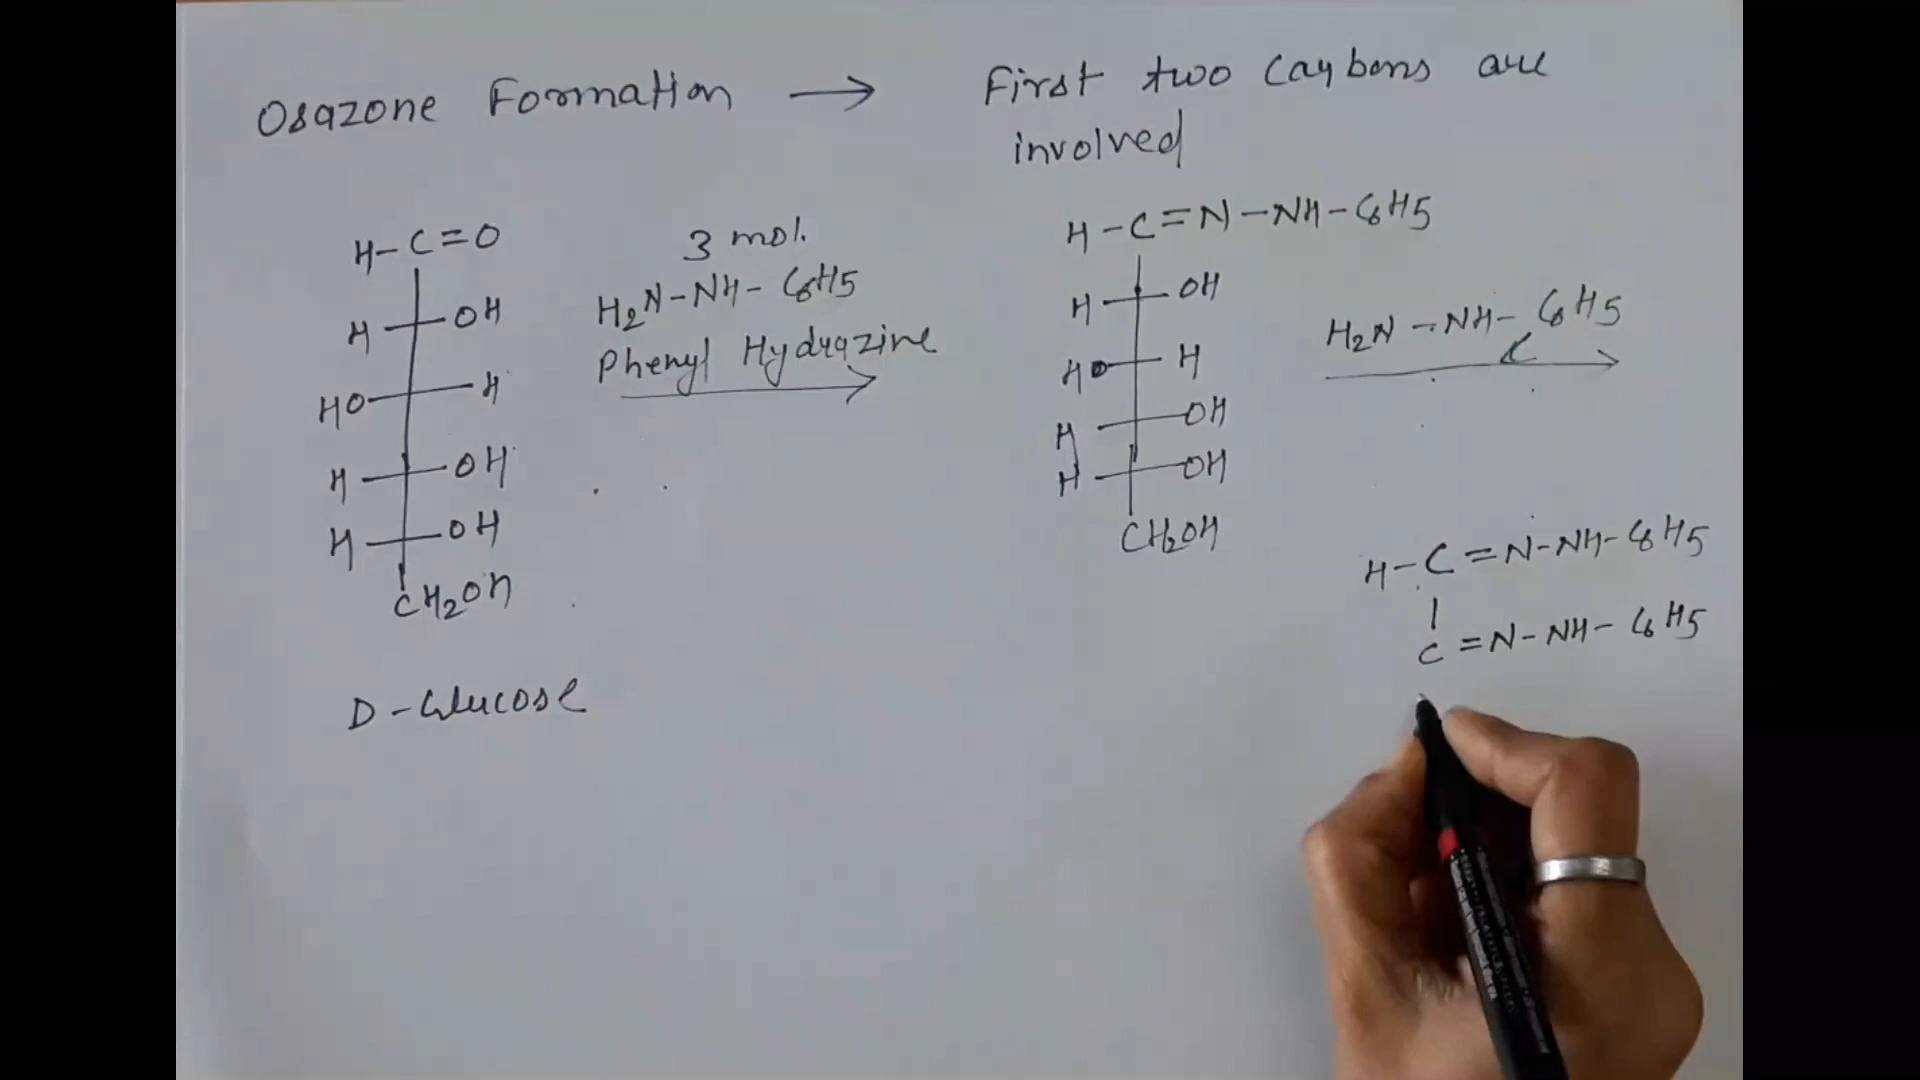 Osazone Formation → First two Carbons are
involved
H-C=O
H OH
HO H
H OH
H OH
CH2OH
D-Glucose
3 mol.
H2N-NH-C6H5
Phenyl Hydrazine
H-C=N-NH-C6H5
H OH
HO H
H OH
H OH
CH2OH
H2N-NH-C6H5
H-C=N-NH-C6H5
C=N-NH-C6H5